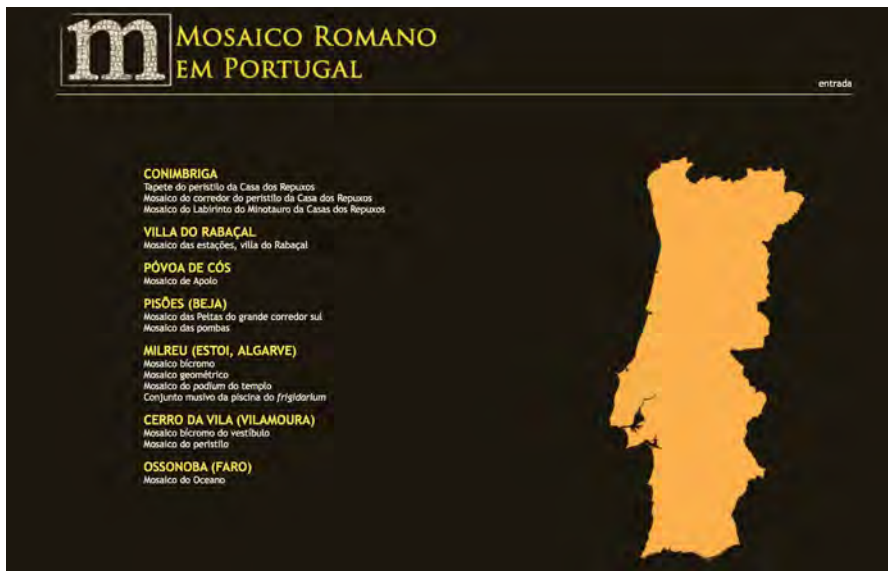 m
MOSAICO ROMANO
EM PORTUGAL
entrada
CONIMBRIGA
Tapete do peristilo da Casa dos Repuxos
Mosaico do corredor do peristilo da Casa dos Repuxos
Mosaico do Labirinto do Minotauro da Casas dos Repuxos
VILLA DO RABAÇAL
Mosaico das estações, villa do Rabaçal
PÓVOA DE CÓS
Mosaico de Apolo
PISÕES (BEJA)
Mosaico das Peltas do grande corredor sul
Mosaico das pombas
MILREU (ESTOI, ALGARVE)
Mosaico bícromo
Mosaico geométrico
Mosaico do podium do templo
Conjunto musivo da piscina do frigidarium
CERRO DA VILA (VILAMOURA)
Mosaico bícromo do vestíbulo
Mosaico do peristilo
OSSONOBA (FARO)
Mosaico do Oceano